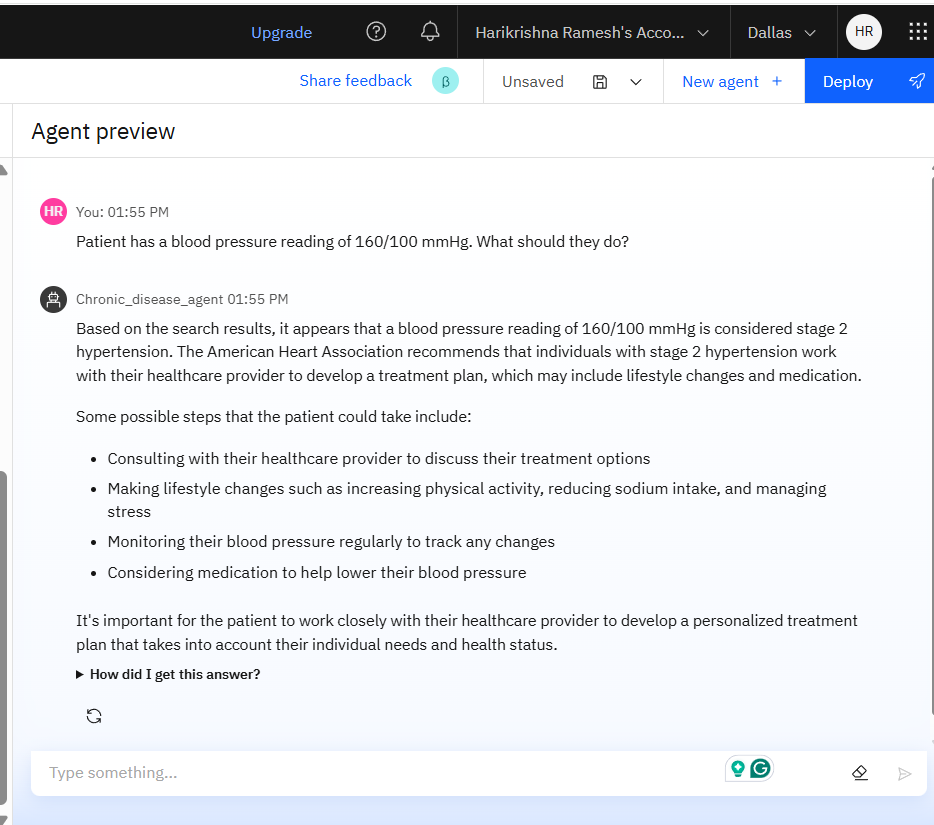 Upgrade
Harikrishna Ramesh's Acco...
Dallas
HR
Share feedback
β
Unsaved
New agent +
Deploy
Agent preview
HR
You: 01:55 PM
Patient has a blood pressure reading of 160/100 mmHg. What should they do?
Chronic_disease_agent 01:55 PM
Based on the search results, it appears that a blood pressure reading of 160/100 mmHg is considered stage 2
hypertension. The American Heart Association recommends that individuals with stage 2 hypertension work
with their healthcare provider to develop a treatment plan, which may include lifestyle changes and medication.
Some possible steps that the patient could take include:
• Consulting with their healthcare provider to discuss their treatment options
• Making lifestyle changes such as increasing physical activity, reducing sodium intake, and managing
stress
• Monitoring their blood pressure regularly to track any changes
• Considering medication to help lower their blood pressure
It's important for the patient to work closely with their healthcare provider to develop a personalized treatment
plan that takes into account their individual needs and health status.
How did I get this answer?
Type something...